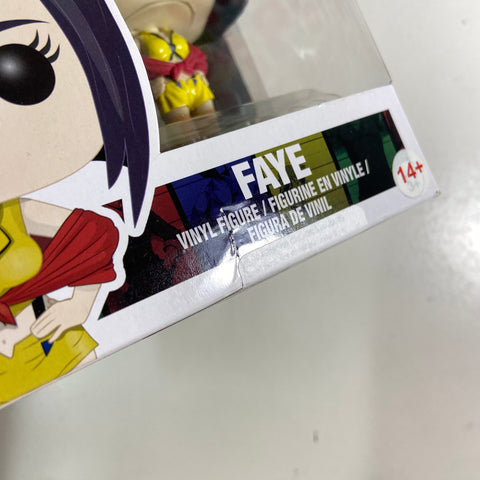 FAYE
VINYL FIGURE / FIGURINE EN VINYLE /
FIGURA DE VINIL
14+